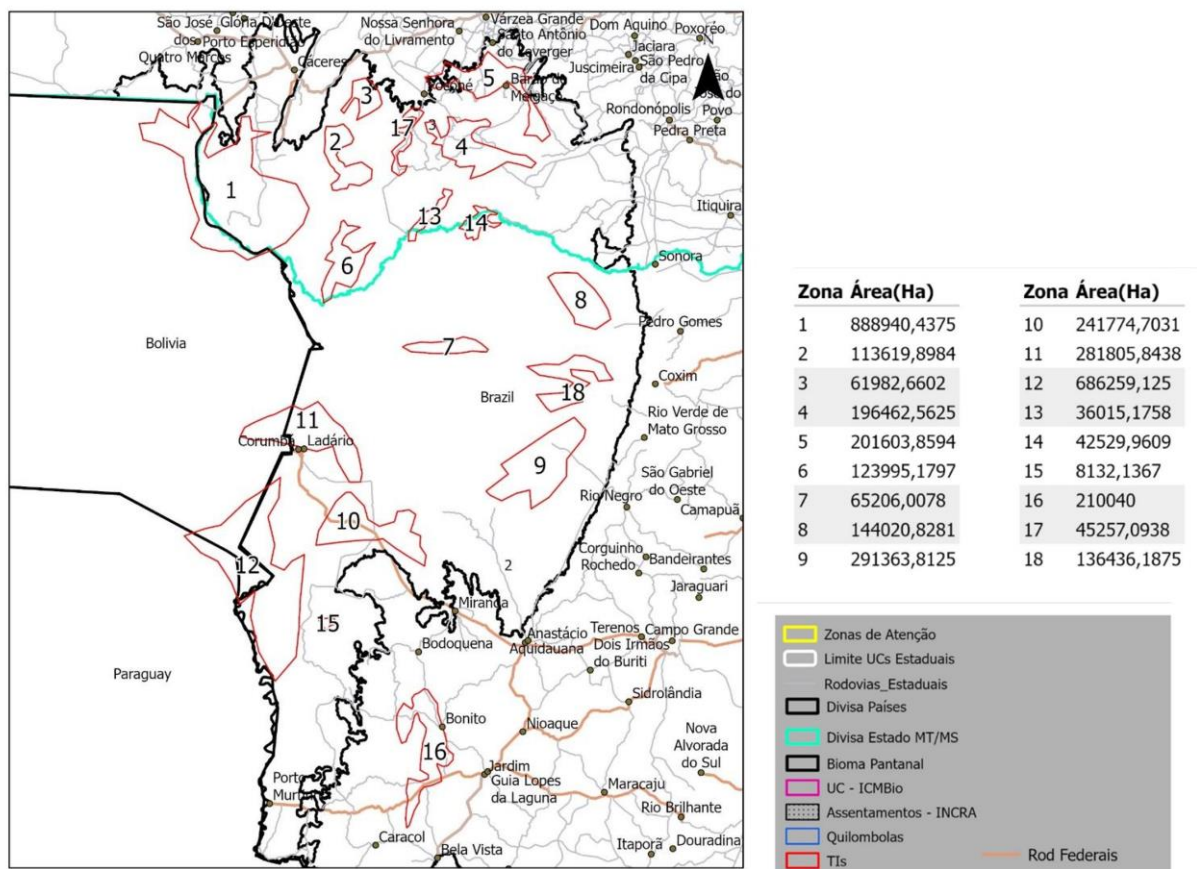 São José
dos
Quatro Marcos
Glória D'Oeste
Porto Esperidião
Cáceres
Nossa Senhora
do Livramento
Várzea Grande
Santo Antônio
do Leverger
Dom Aquino
Poxoréo
Jaciara
São Pedro
da Cipa
Juscimeira
N
São
José do
Povo
Rondonópolis
Pedra Preta
Poconé
Barão de
Melgaço
5
3
17
3
2
4
1
13
14
Itiquira
6
Sonora
8
Pedro Gomes
Bolivia
7
Brazil
18
Coxim
11
Corumbá
Ladário
Rio Verde de
Mato Grosso
9
São Gabriel
do Oeste
Rio Negro
Camapuã
10
2
Corguinho
Rochedo
Bandeirantes
12
Jaraguari
15
Miranda
Anastácio
Aquidauana
Terenos
Campo Grande
Dois Irmãos
do Buriti
Bodoquena
Paraguay
Sidrolândia
Bonito
Nioaque
16
Nova
Alvorada
do Sul
Porto
Jardim
Guia Lopes
da Laguna
Maracaju
Rio Brilhante
Caracol
Bela Vista
Itaporã
Douradina
Zona Área(Ha)
1 888940,4375
2 113619,8984
3 61982,6602
4 196462,5625
5 201603,8594
6 123995,1797
7 65206,0078
8 144020,8281
9 291363,8125
Zona Área(Ha)
10 241774,7031
11 281805,8438
12 686259,125
13 36015,1758
14 42529,9609
15 8132,1367
16 210040
17 45257,0938
18 136436,1875
Zonas de Atenção
Limite UCs Estaduais
Rodovias_Estaduais
Divisa Países
Divisa Estado MT/MS
Bioma Pantanal
UC - ICMBio
Assentamentos - INCRA
Quilombolas
TIs
Rod Federais